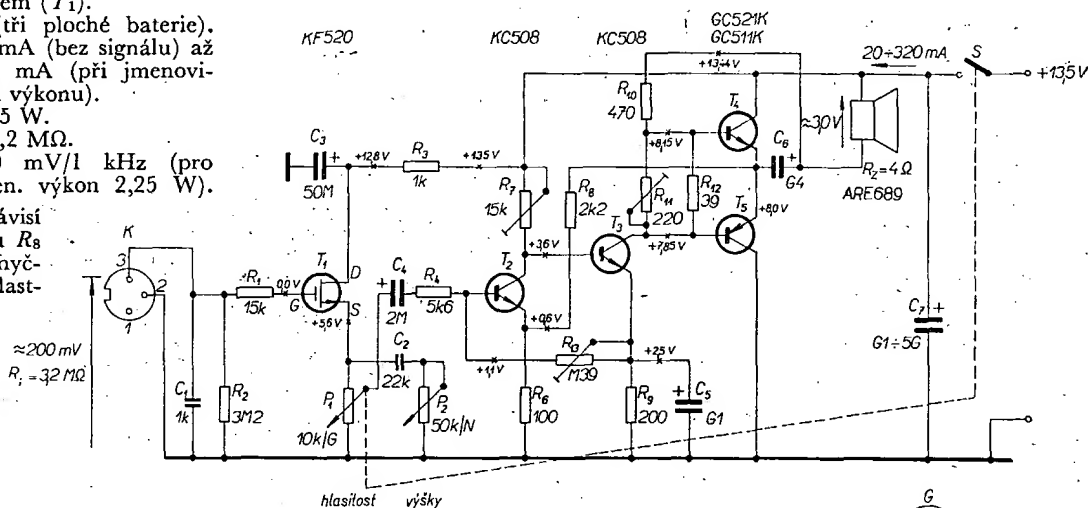 em (T₁).
(tři ploché baterie).
mA (bez signálu) až
mA (při jmenovi-
výkonu).
5 W.
,2 MΩ.
mV/1 kHz (pro
en. výkon 2,25 W).
závisí
R₈
KF520
KC508
KC508
GC521K
GC511K
+13,4V
20÷320 mA
S
+13,5V
C₃
50M
+12,8V
R₃
1k
+13,5V
R₁₀
470
+8,15V
T₄
≈3,0V
C₆
G4
R_Z=4Ω
ARE689
R₇
15k
R₈
2k2
R₁₁
220
R₁₂
39
T₅
+8,0V
+7,85V
T₃
+3,6V
K
3
2
1
R₁
15k
0,0V
G
T₁
D
S
+5,6V
C₄
2M
R₄
5k6
T₂
+0,6V
C₇
G1÷5G
≈200 mV
Rᵢ=3,2 MΩ
C₁
1k
R₂
3M2
P₁
10k/G
C₂
22k
P₂
50k/N
+1,1V
R₁₃
M39
+2,5V
R₆
100
R₉
200
C₅
G1
hlasitost
výšky
G